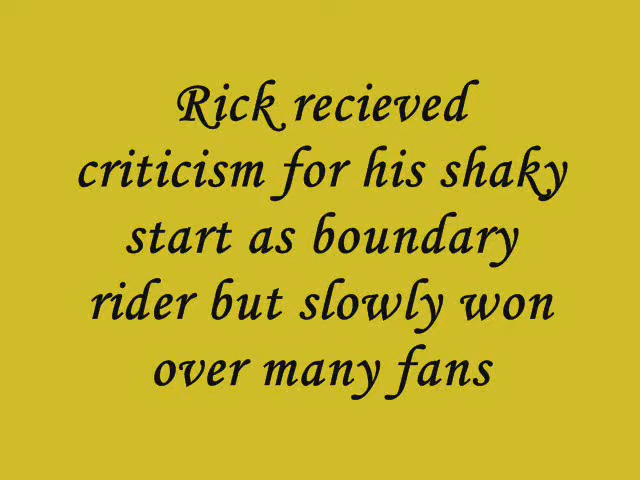 Rick recieved
criticism for his shaky
start as boundary
rider but slowly won
over many fans